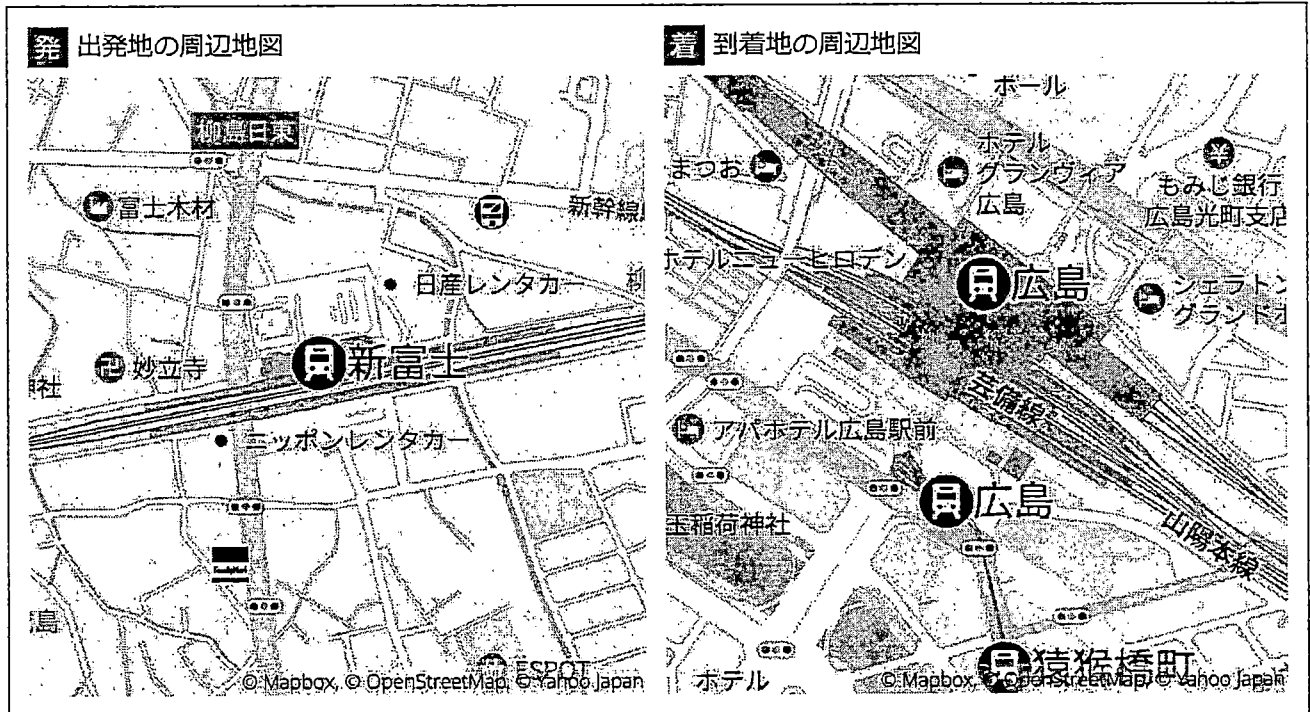 発 出発地の周辺地図
柳島日東
富士木材
新幹線
日産レンタカー
新富士
妙立寺
神社
ニッポンレンタカー
FamilyMart
島
ESPOT
© Mapbox, © OpenStreetMap, © Yahoo Japan
着 到着地の周辺地図
ホール
ホテル
グランヴィア
広島
まつお
もみじ銀行
広島光町支店
ホテルニューヒロデン
広島
シェラトン
グランドホ
芸備線
アパホテル広島駅前
広島
玉稲荷神社
山陽本線
猿猴橋町
ホテル
© Mapbox, © OpenStreetMap, © Yahoo Japan